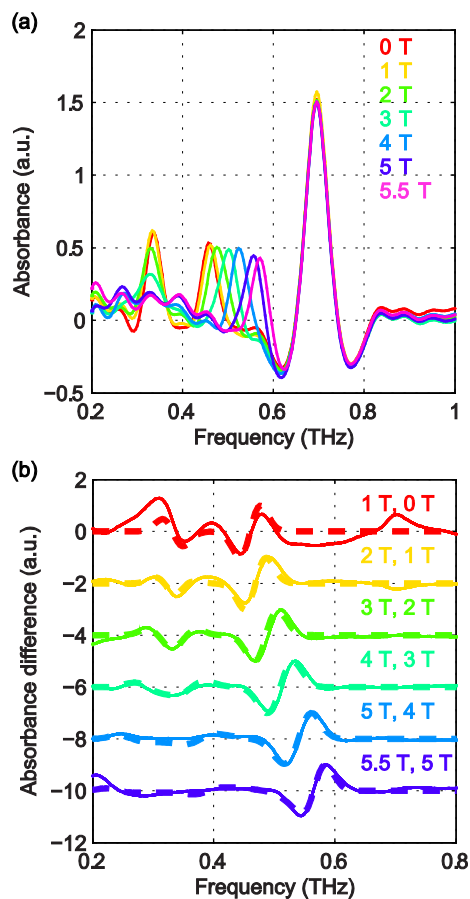 (a)
2
0 T
1 T
2 T
3 T
4 T
5 T
5.5 T
1.5
1
0.5
0
−0.5
Absorbance (a.u.)
0.2 0.4 0.6 0.8 1
Frequency (THz)
(b)
2
0
−2
−4
−6
−8
−10
−12
Absorbance difference (a.u.)
1 T, 0 T
2 T, 1 T
3 T, 2 T
4 T, 3 T
5 T, 4 T
5.5 T, 5 T
0.2 0.4 0.6 0.8
Frequency (THz)